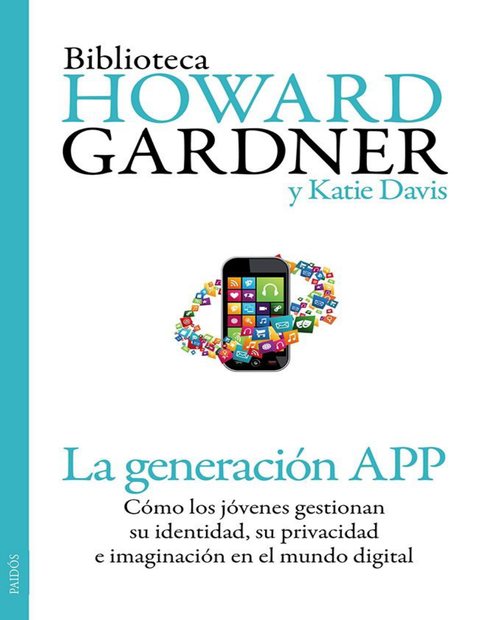 Biblioteca
HOWARD
GARDNER
y Katie Davis
La generación APP
Cómo los jóvenes gestionan
su identidad, su privacidad
e imaginación en el mundo digital
PAIDÓS